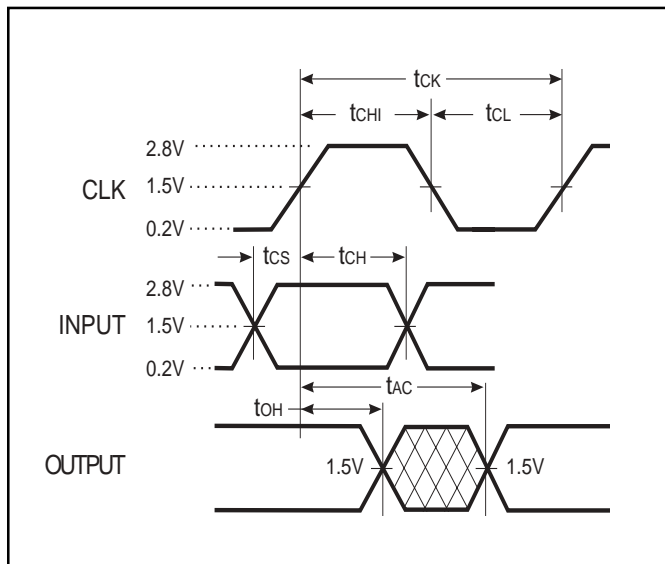 tCK
tCHI tCL
2.8V
CLK 1.5V
0.2V
tCS tCH
2.8V
INPUT 1.5V
0.2V
tAC
tOH
OUTPUT 1.5V 1.5V